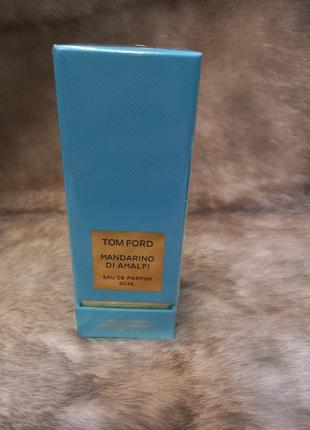 TOM FORD
MANDARINO
DI AMALFI
EAU DE PARFUM
50 ML